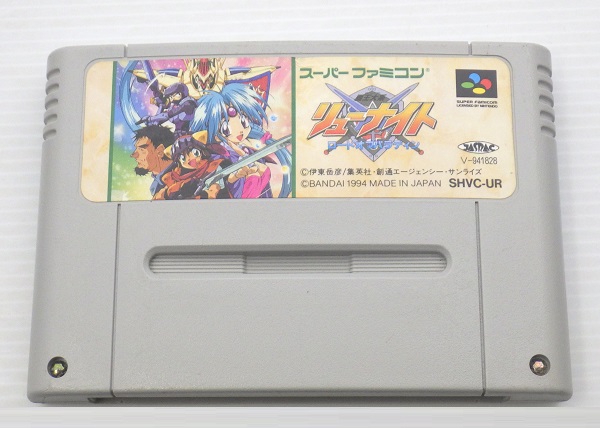 スーパーファミコン®
SUPER FAMICOM
LICENSED BY NINTENDO
リューナイト
ロード・オブ・パラディン
JASRAC
V-941828
©伊東岳彦/集英社・創通エージェンシー・サンライズ
©BANDAI 1994 MADE IN JAPAN SHVC-UR